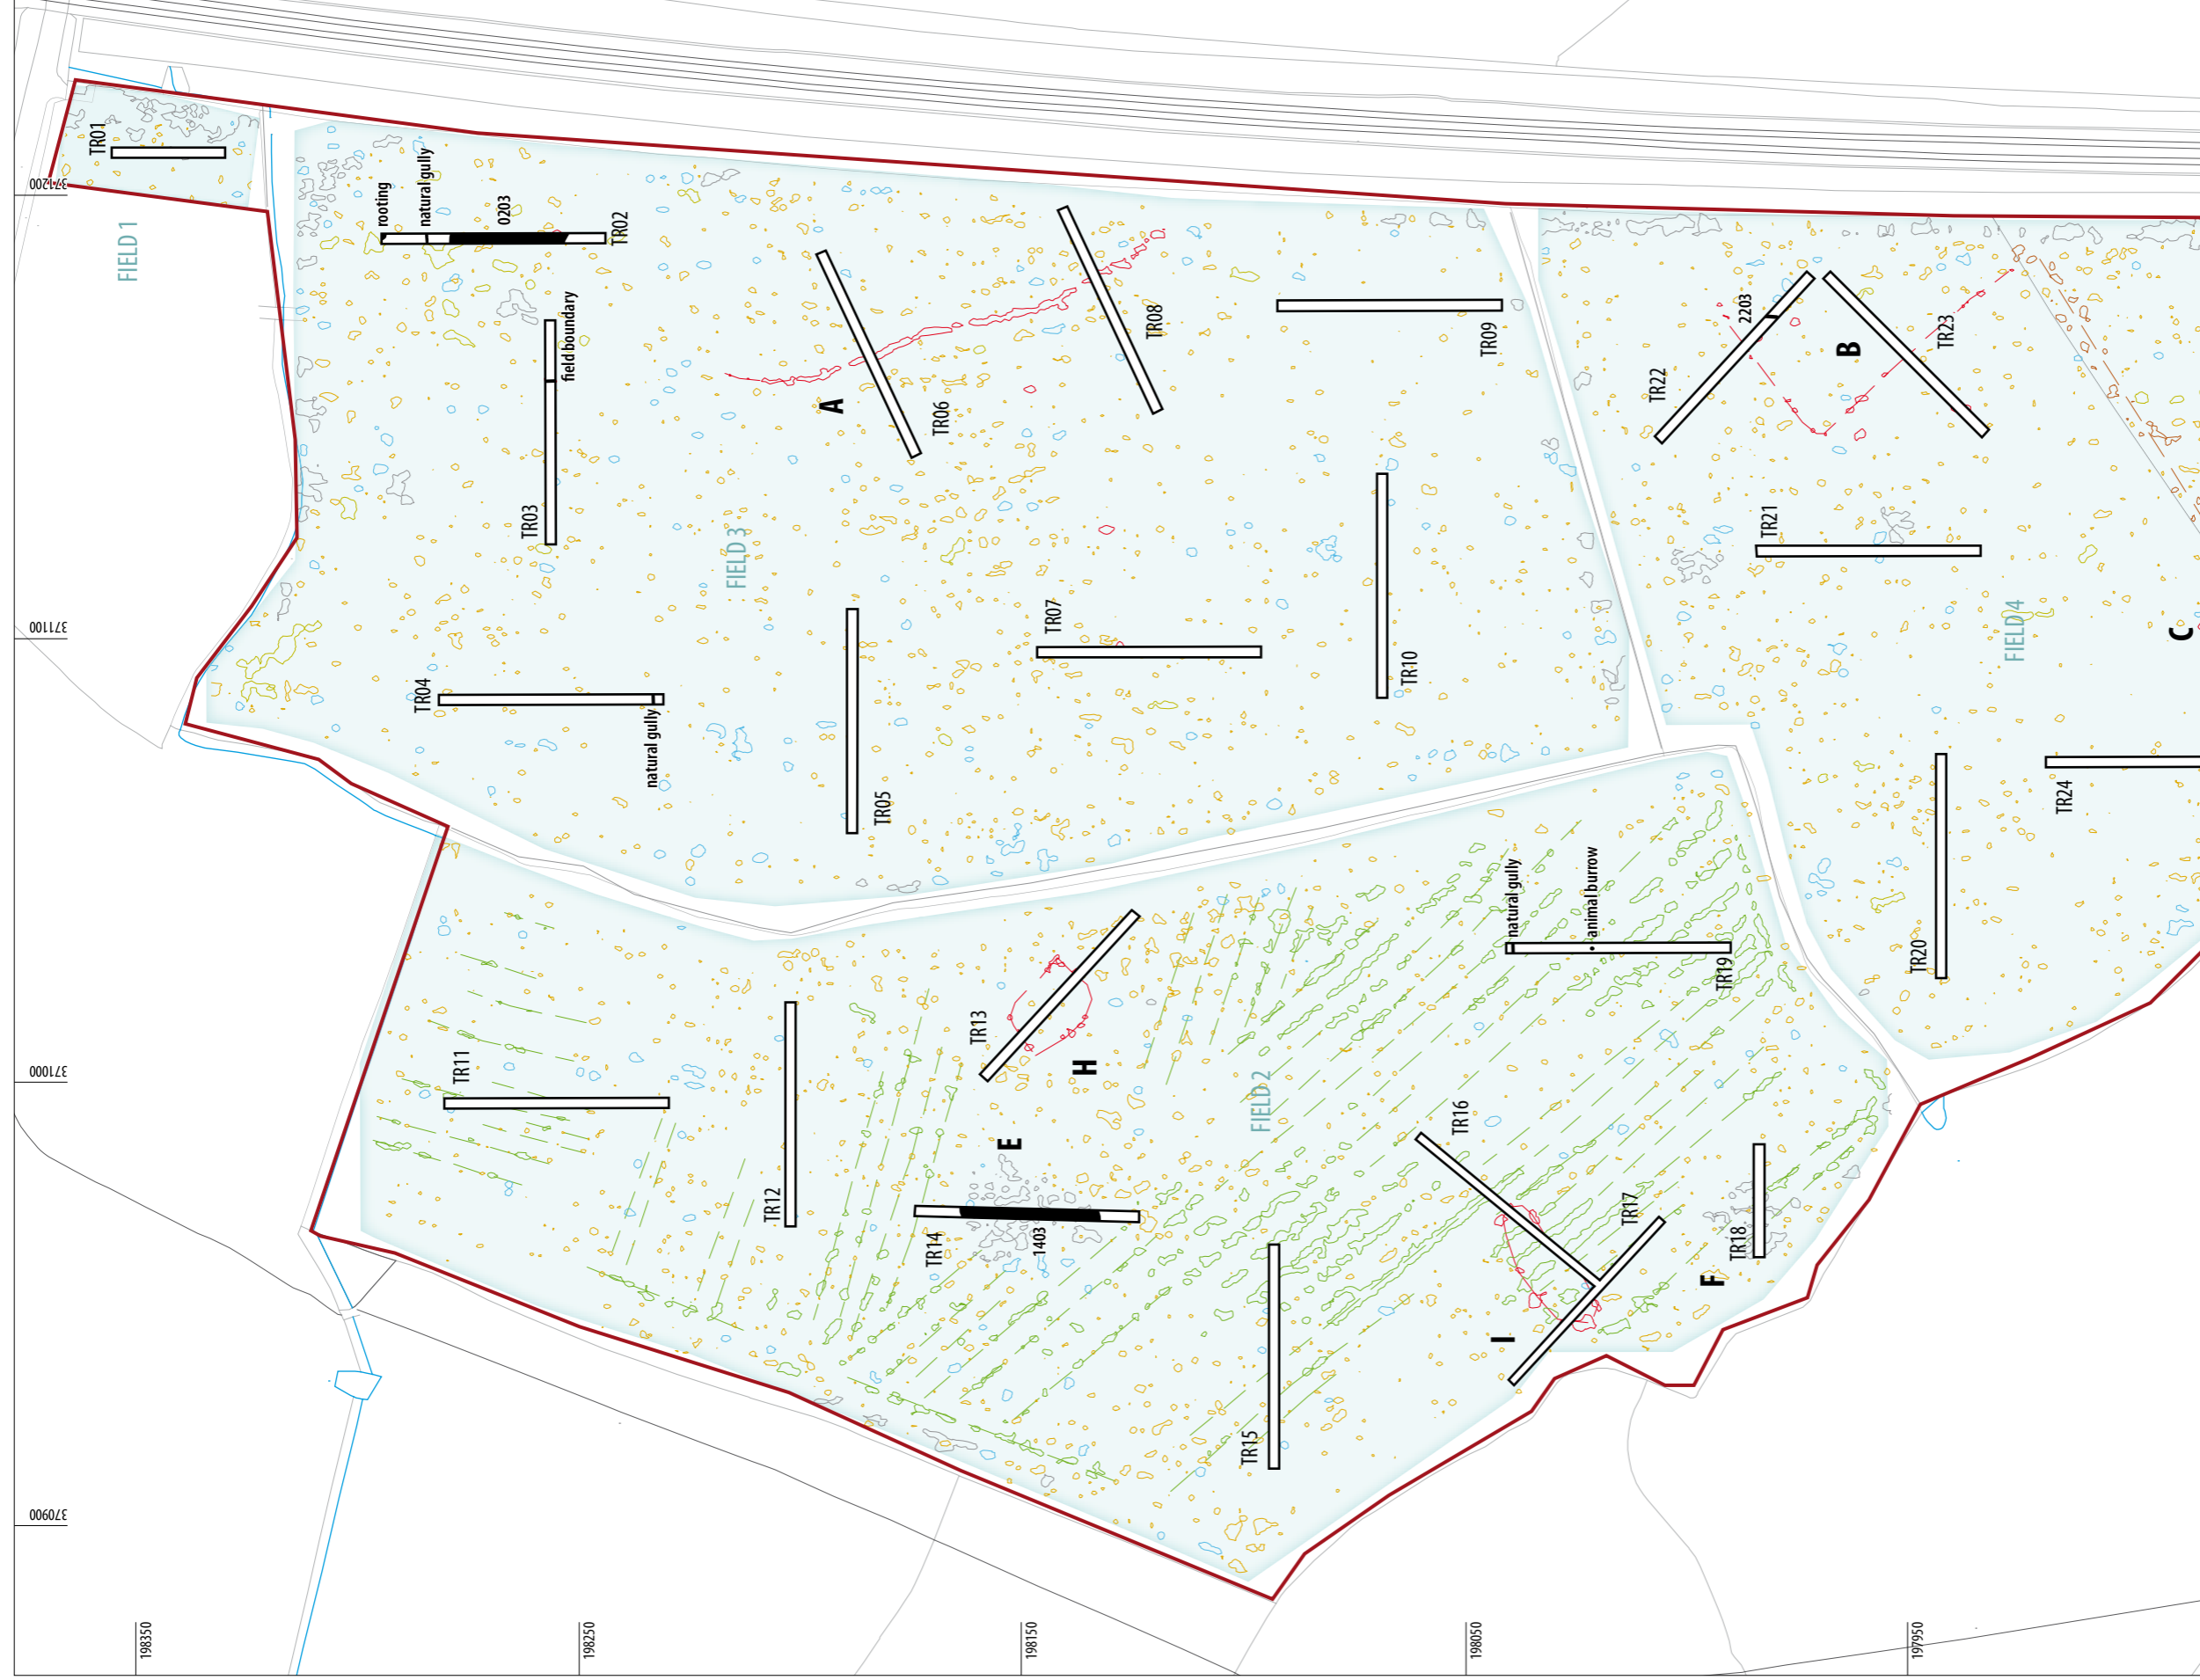 TR01
371200
FIELD 1
rooting
natural gully
0203
TR02
field boundary
TR03
A
TR06
TR08
TR09
2203
B
TR23
TR22
TR21
FIELD 3
371100
TR04
natural gully
TR05
TR07
TR10
FIELD 4
C
TR24
TR20
natural gully
animal burrow
TR19
TR13
H
371000
TR11
TR12
E
TR14
1403
FIELD 2
TR16
TR17
TR18
F
I
TR15
370900
198350
198250
198150
198050
197950